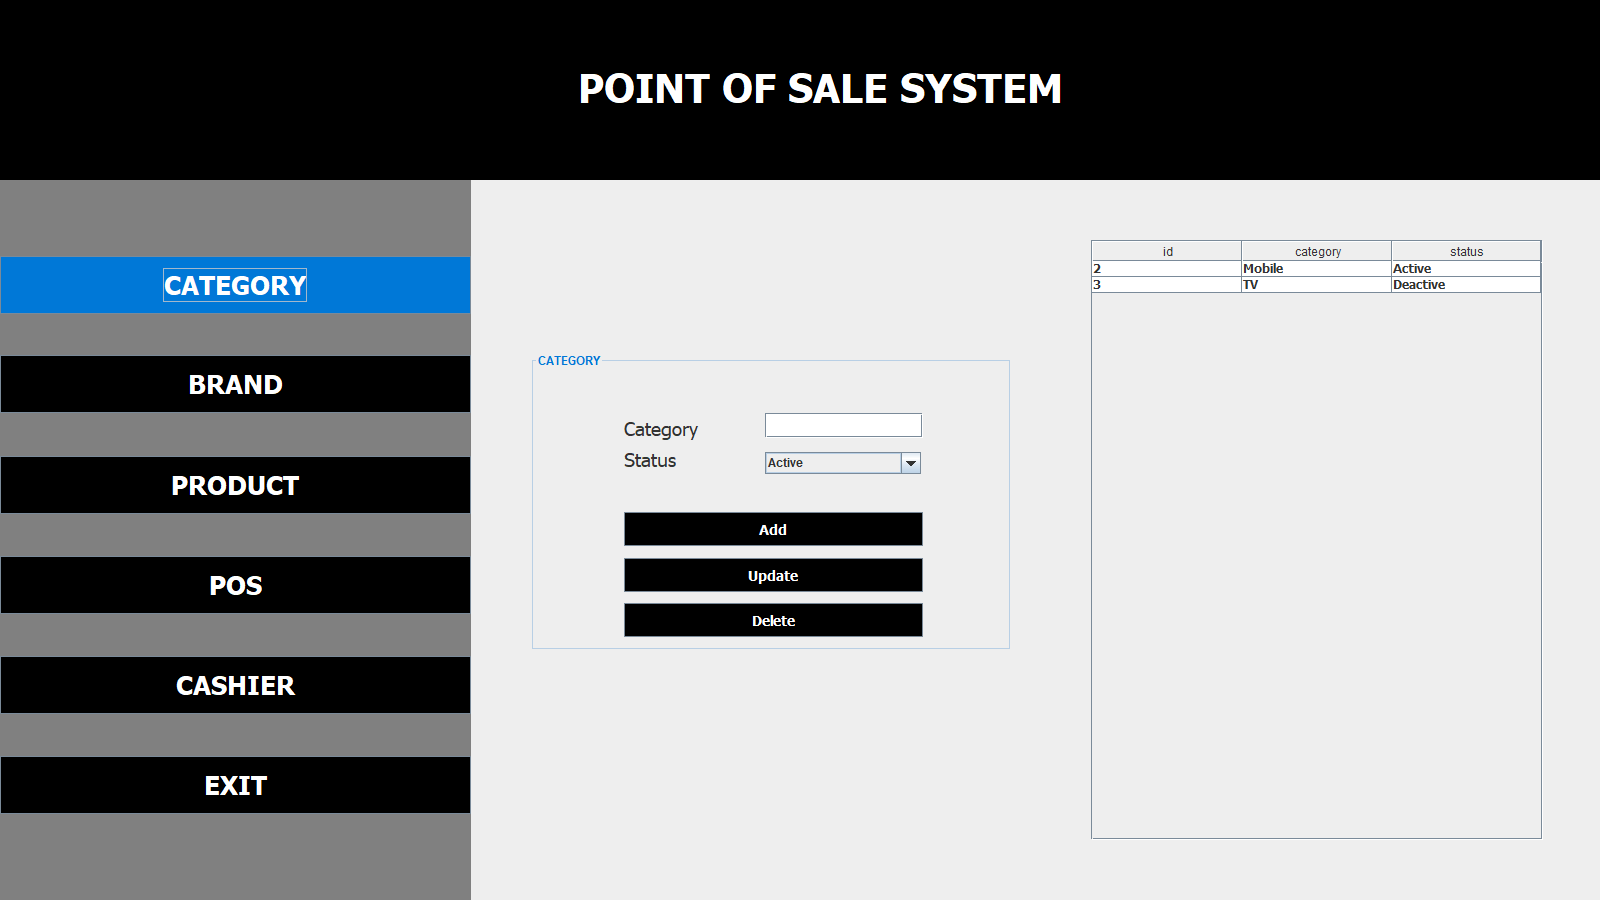 POINT OF SALE SYSTEM
CATEGORY
BRAND
PRODUCT
POS
CASHIER
EXIT
CATEGORY
Category
Status Active
Add
Update
Delete
id category status
2 Mobile Active
3 TV Deactive